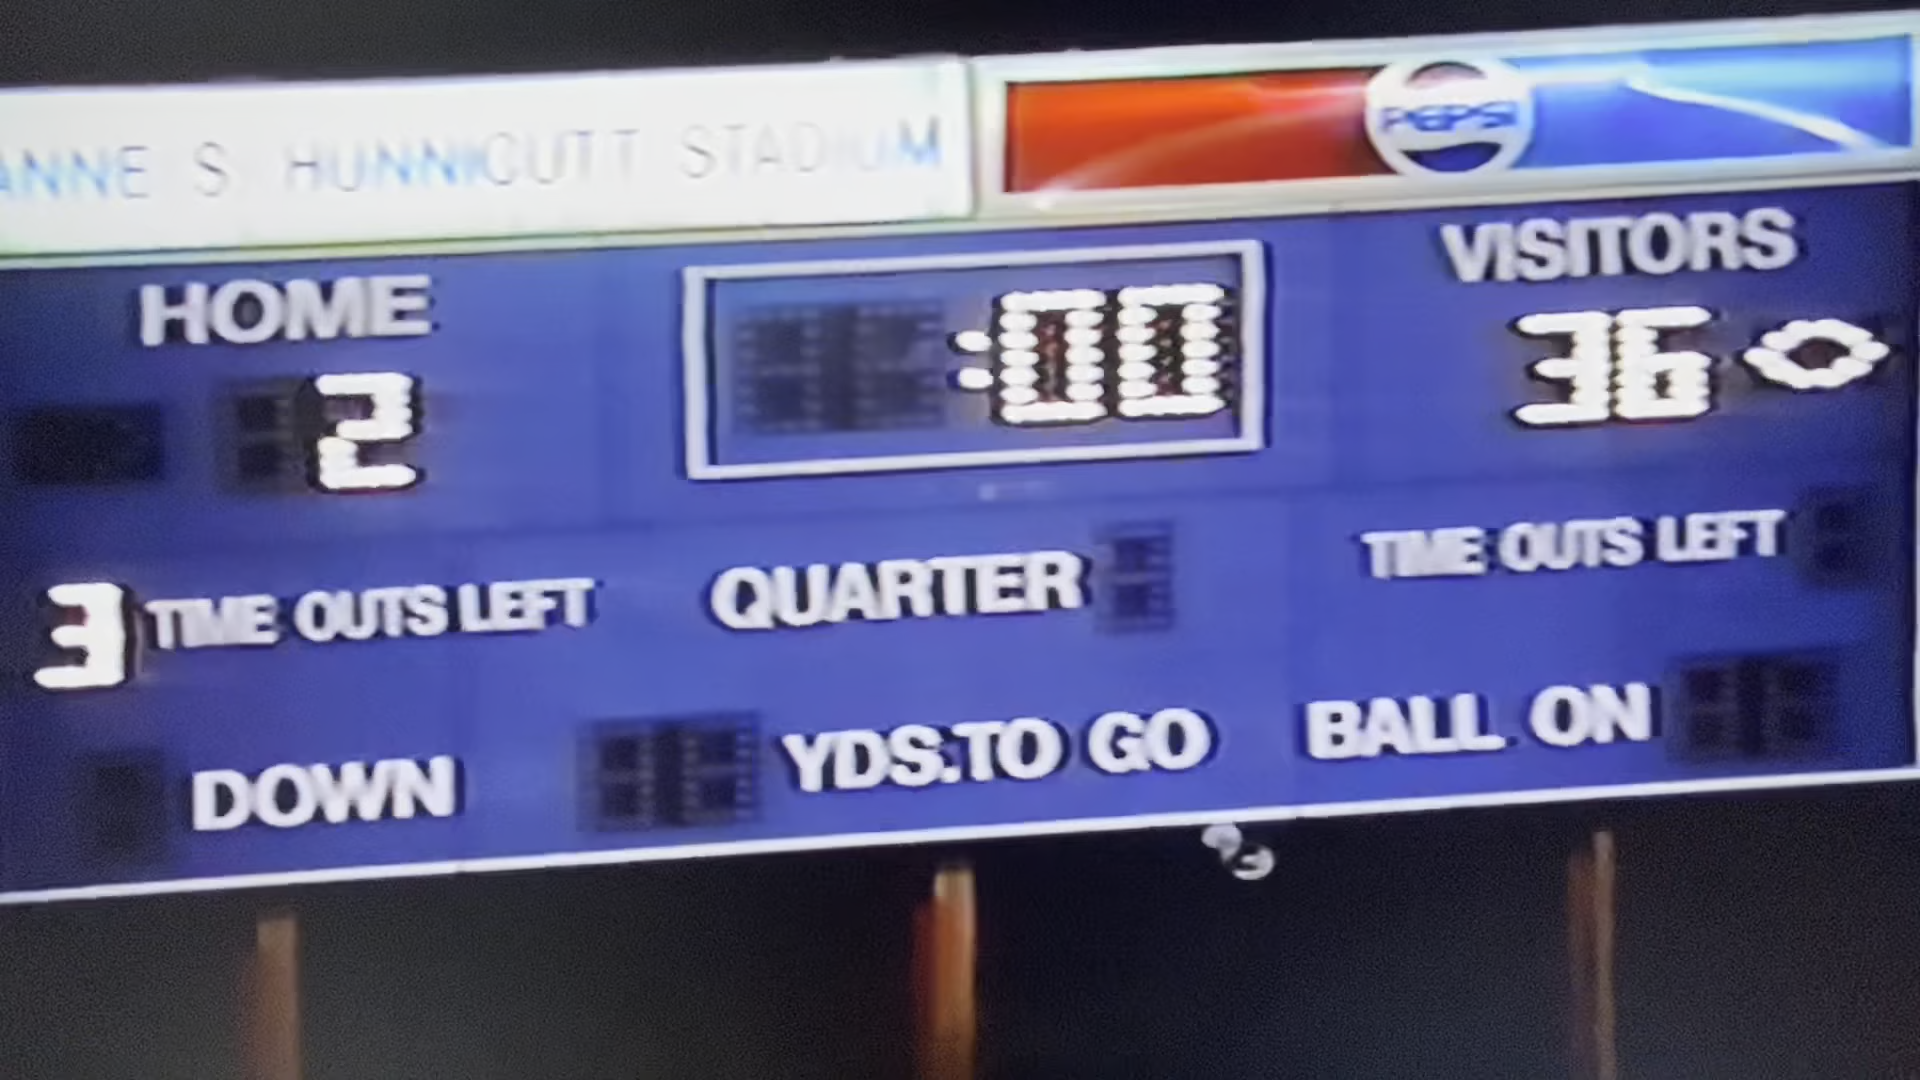 ANNE S. HUNNICUTT STADIUM
PEPSI
HOME
2
:00
VISITORS
36
3 TIME OUTS LEFT
QUARTER
TIME OUTS LEFT
DOWN
YDS.TO GO
BALL ON